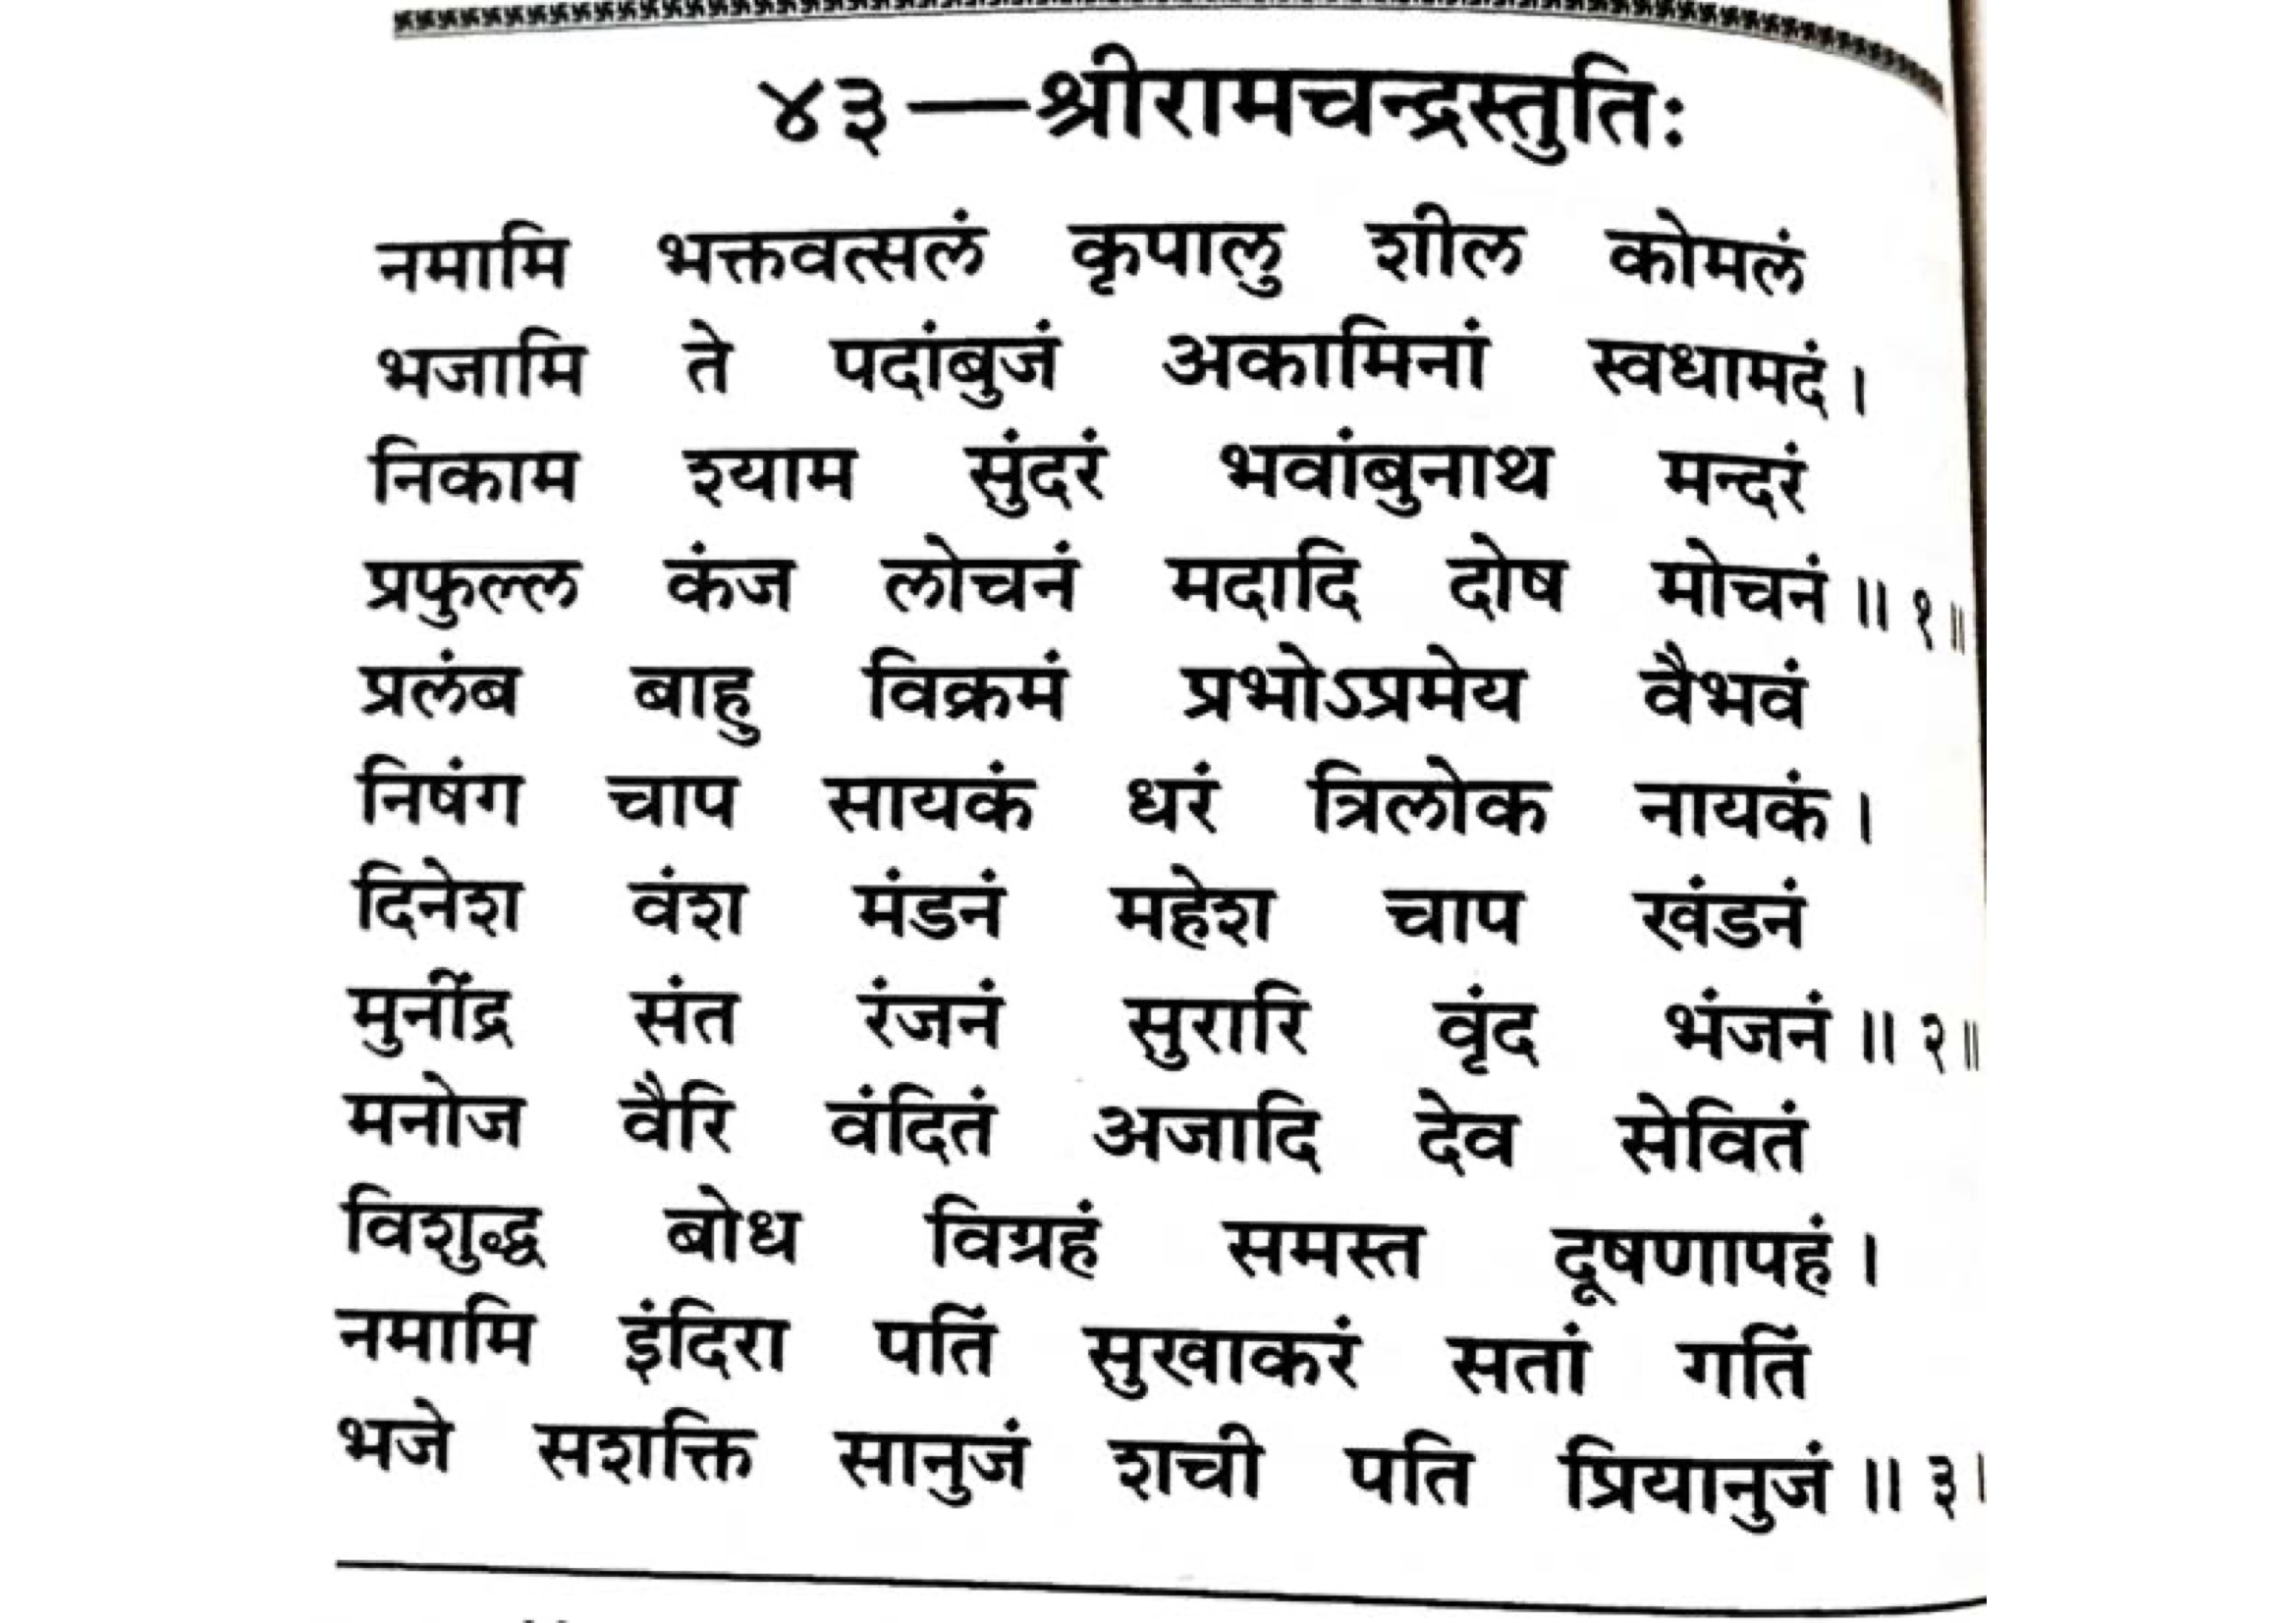 ४३—श्रीरामचन्द्रस्तुतिः
नमामि भक्तवत्सलं कृपालु शील कोमलं
भजामि ते पदांबुजं अकामिनां स्वधामदं।
निकाम श्याम सुंदरं भवांबुनाथ मन्दरं
प्रफुल्ल कंज लोचनं मदादि दोष मोचनं॥ १॥
प्रलंब बाहु विक्रमं प्रभोऽप्रमेय वैभवं
निषंग चाप सायकं धरं त्रिलोक नायकं।
दिनेश वंश मंडनं महेश चाप खंडनं
मुनींद्र संत रंजनं सुरारि वृंद भंजनं॥ २॥
मनोज वैरि वंदितं अजादि देव सेवितं
विशुद्ध बोध विग्रहं समस्त दूषणापहं।
नमामि इंदिरा पतिं सुखाकरं सतां गतिं
भजे सशक्ति सानुजं शची पति प्रियानुजं॥ ३।